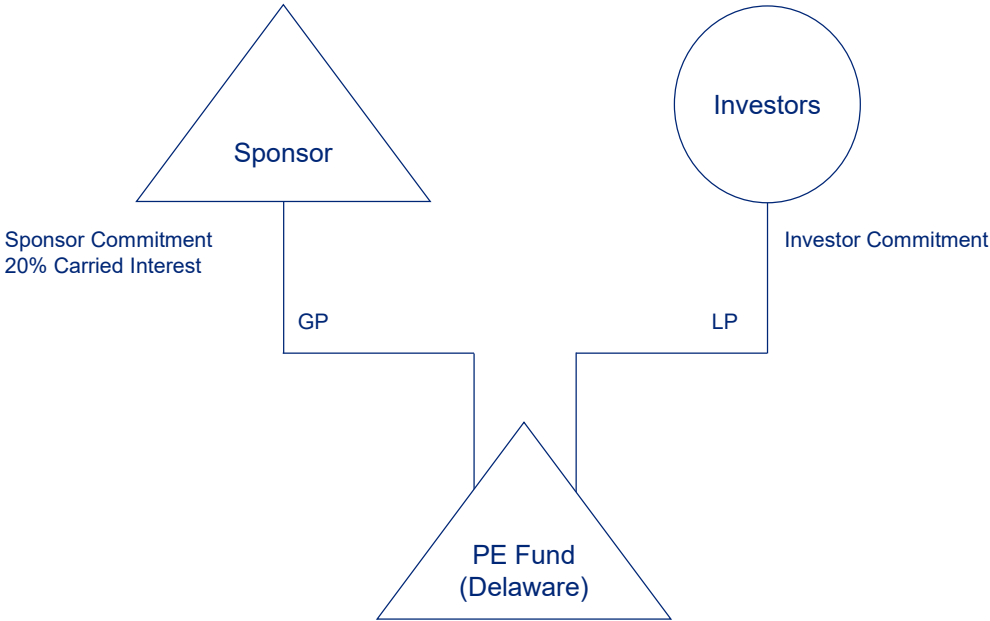 Sponsor
Investors
Sponsor Commitment
20% Carried Interest
Investor Commitment
GP
LP
PE Fund
(Delaware)